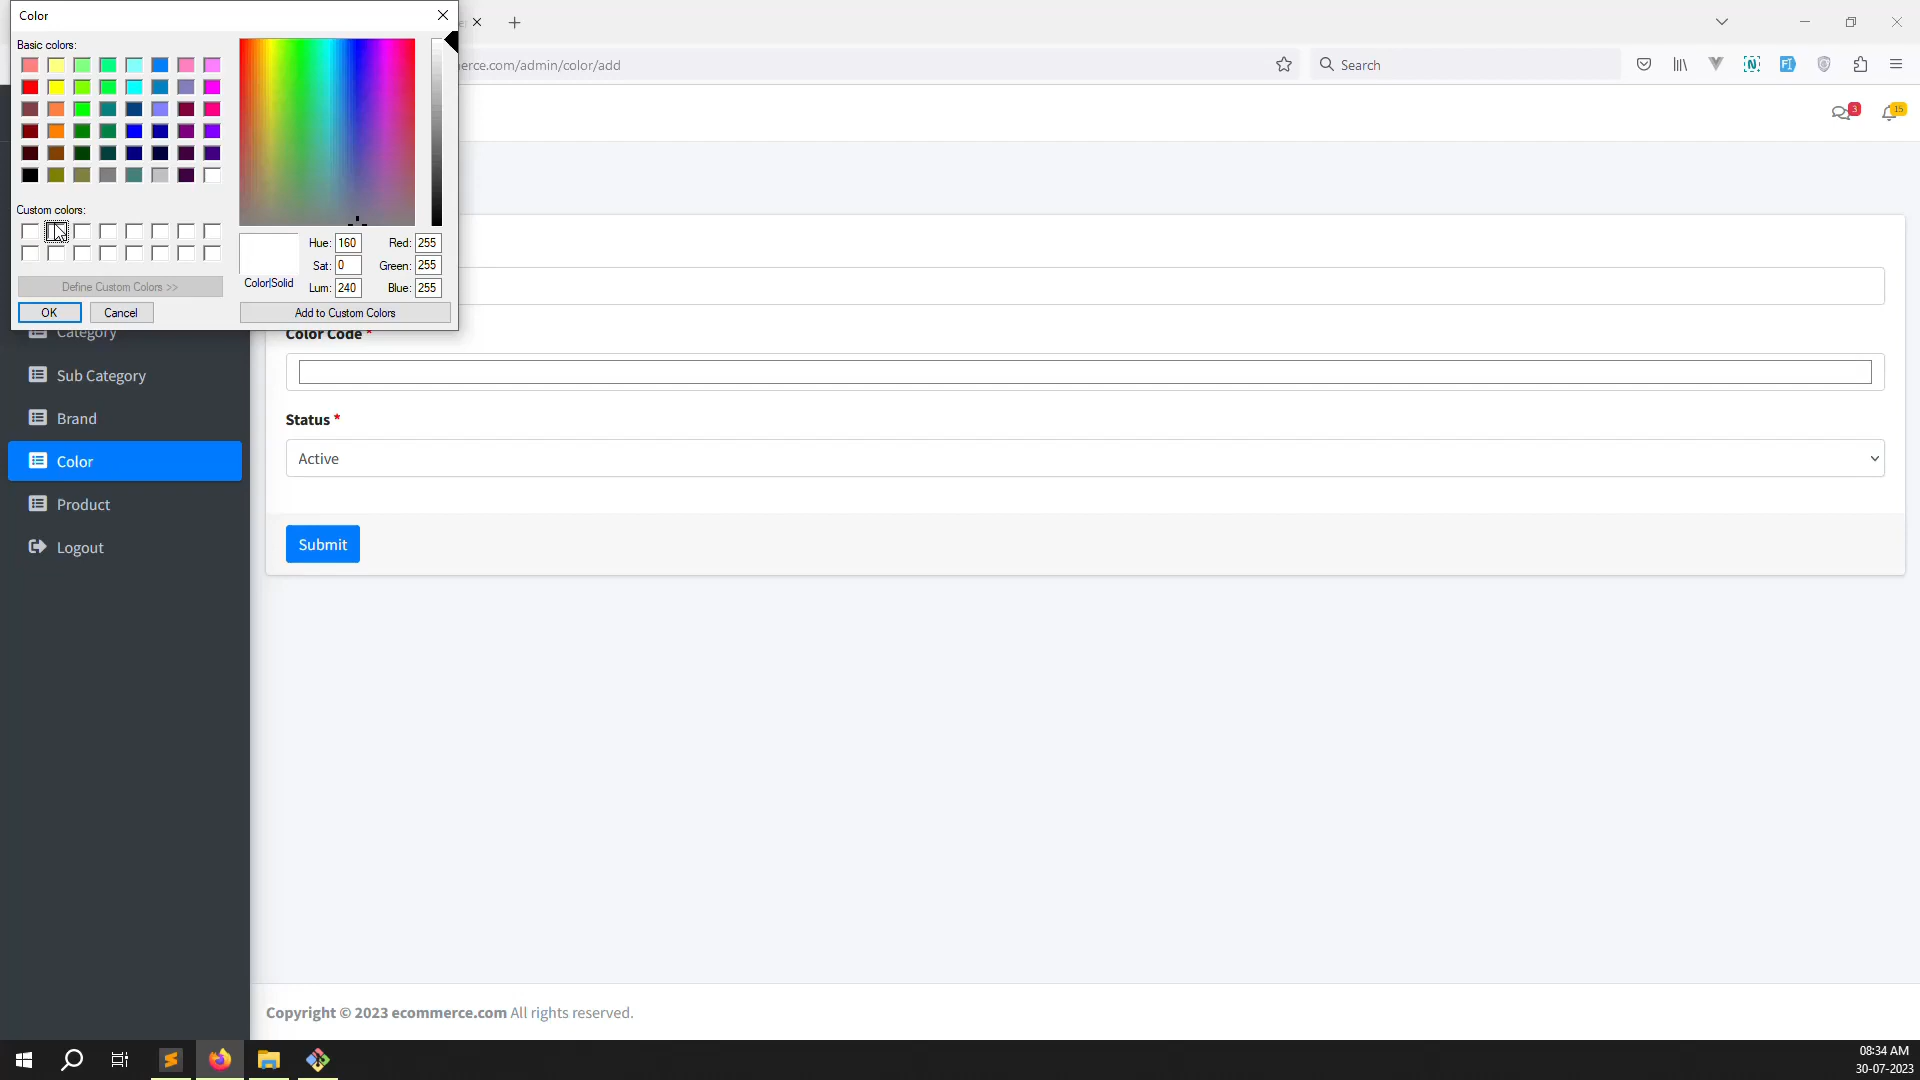 Color
Basic colors:
Custom colors:
Hue: 160
Red: 255
Sat: 0
Green: 255
Color|Solid
Lum: 240
Blue: 255
Define Custom Colors >>
OK
Cancel
Add to Custom Colors
erce.com/admin/color/add
Search
3
15
Category
Sub Category
Brand
Color
Product
Logout
Color Code *
Status *
Active
Submit
Copyright © 2023 ecommerce.com All rights reserved.
08:34 AM
30-07-2023